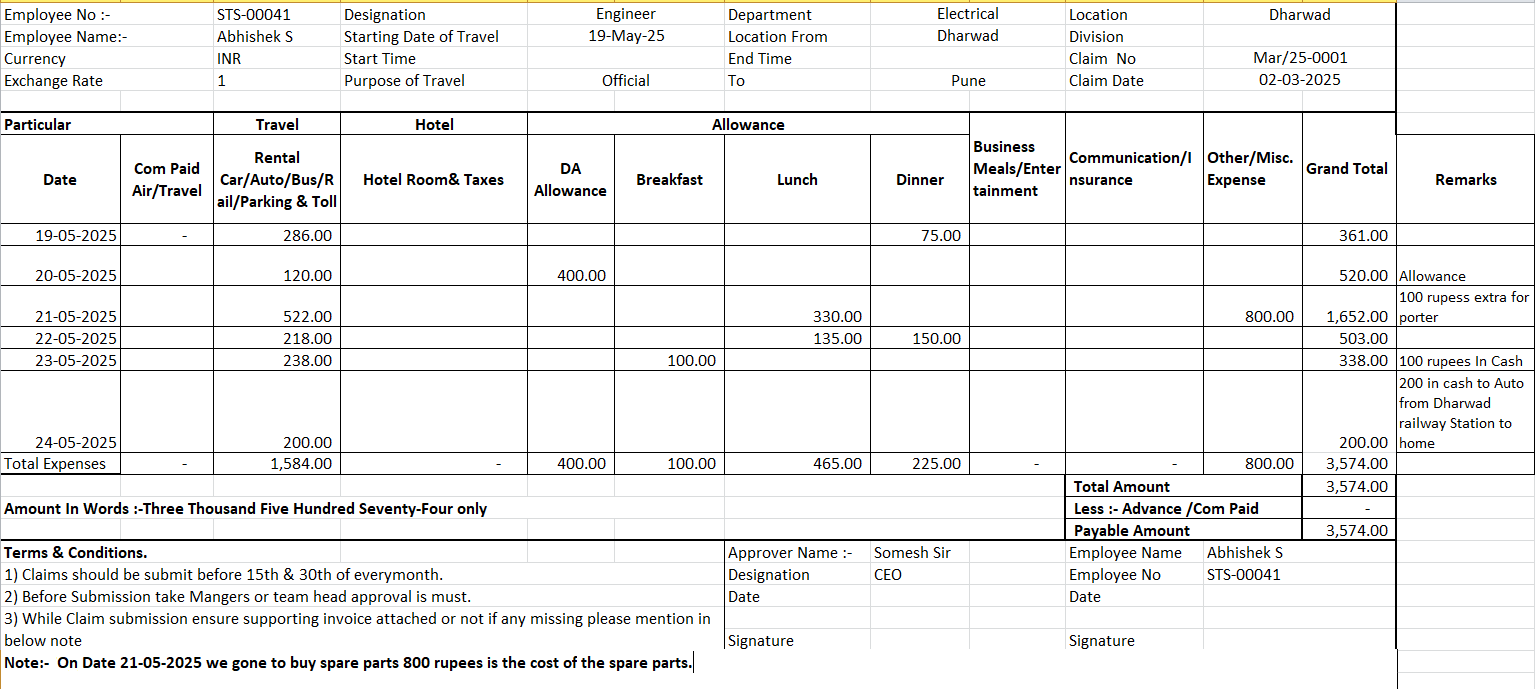 Employee No :- STS-00041 Designation Engineer Department Electrical Location Dharwad
Employee Name:- Abhishek S Starting Date of Travel 19-May-25 Location From Dharwad Division
Currency INR Start Time End Time Claim  No Mar/25-0001
Exchange Rate 1 Purpose of Travel Official To Pune Claim Date 02-03-2025
Particular Travel Hotel Allowance
Date
Com Paid
Air/Travel
Rental
Car/Auto/Bus/R
ail/Parking & Toll
Hotel Room& Taxes
DA
Allowance
Breakfast
Lunch
Dinner
Business
Meals/Enter
tainment
Communication/I
nsurance
Other/Misc.
Expense
Grand Total
Remarks
19-05-2025 - 286.00 75.00 361.00
20-05-2025 120.00 400.00 520.00 Allowance
100 rupess extra for
21-05-2025 522.00 330.00 800.00 1,652.00 porter
22-05-2025 218.00 135.00 150.00 503.00
23-05-2025 238.00 100.00 338.00 100 rupees In Cash
200 in cash to Auto
from Dharwad
railway Station to
24-05-2025 200.00 200.00 home
Total Expenses - 1,584.00 - 400.00 100.00 465.00 225.00 - - 800.00 3,574.00
Total Amount 3,574.00
Amount In Words :-Three Thousand Five Hundred Seventy-Four only Less :- Advance /Com Paid -
Payable Amount 3,574.00
Terms & Conditions. Approver Name :- Somesh Sir Employee Name Abhishek S
1) Claims should be submit before 15th & 30th of everymonth. Designation CEO Employee No STS-00041
2) Before Submission take Mangers or team head approval is must. Date Date
3) While Claim submission ensure supporting invoice attached or not if any missing please mention in
below note Signature Signature
Note:-  On Date 21-05-2025 we gone to buy spare parts 800 rupees is the cost of the spare parts.